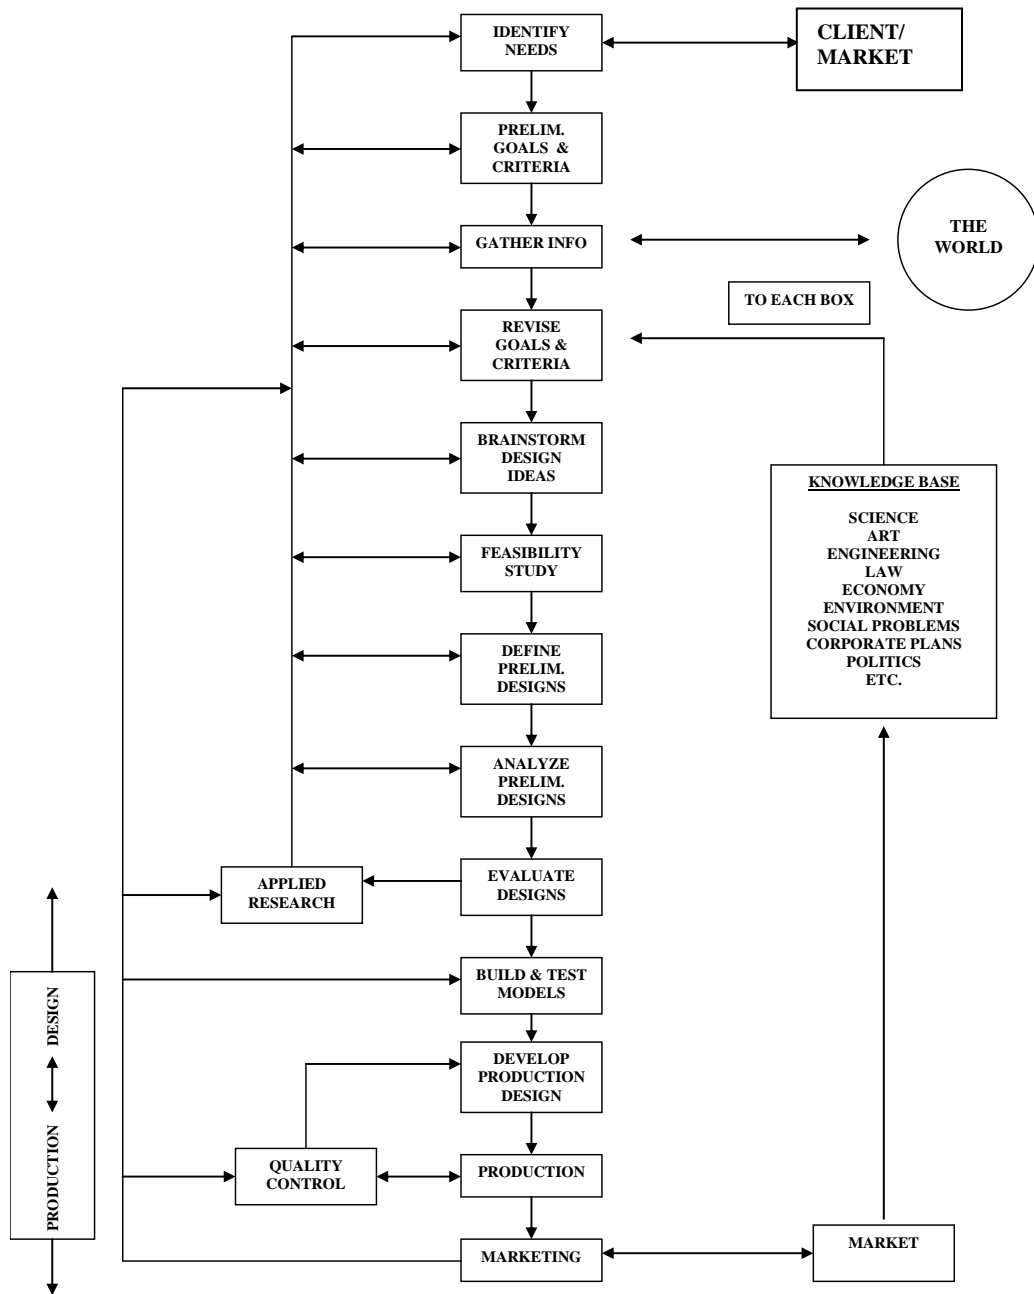 IDENTIFY
NEEDS
CLIENT/
MARKET
PRELIM.
GOALS &
CRITERIA
GATHER INFO
THE
WORLD
TO EACH BOX
REVISE
GOALS &
CRITERIA
BRAINSTORM
DESIGN
IDEAS
KNOWLEDGE BASE
SCIENCE
ART
ENGINEERING
LAW
ECONOMY
ENVIRONMENT
SOCIAL PROBLEMS
CORPORATE PLANS
POLITICS
ETC.
FEASIBILITY
STUDY
DEFINE
PRELIM.
DESIGNS
ANALYZE
PRELIM.
DESIGNS
APPLIED
RESEARCH
EVALUATE
DESIGNS
BUILD & TEST
MODELS
DEVELOP
PRODUCTION
DESIGN
PRODUCTION DESIGN
QUALITY
CONTROL
PRODUCTION
MARKETING
MARKET